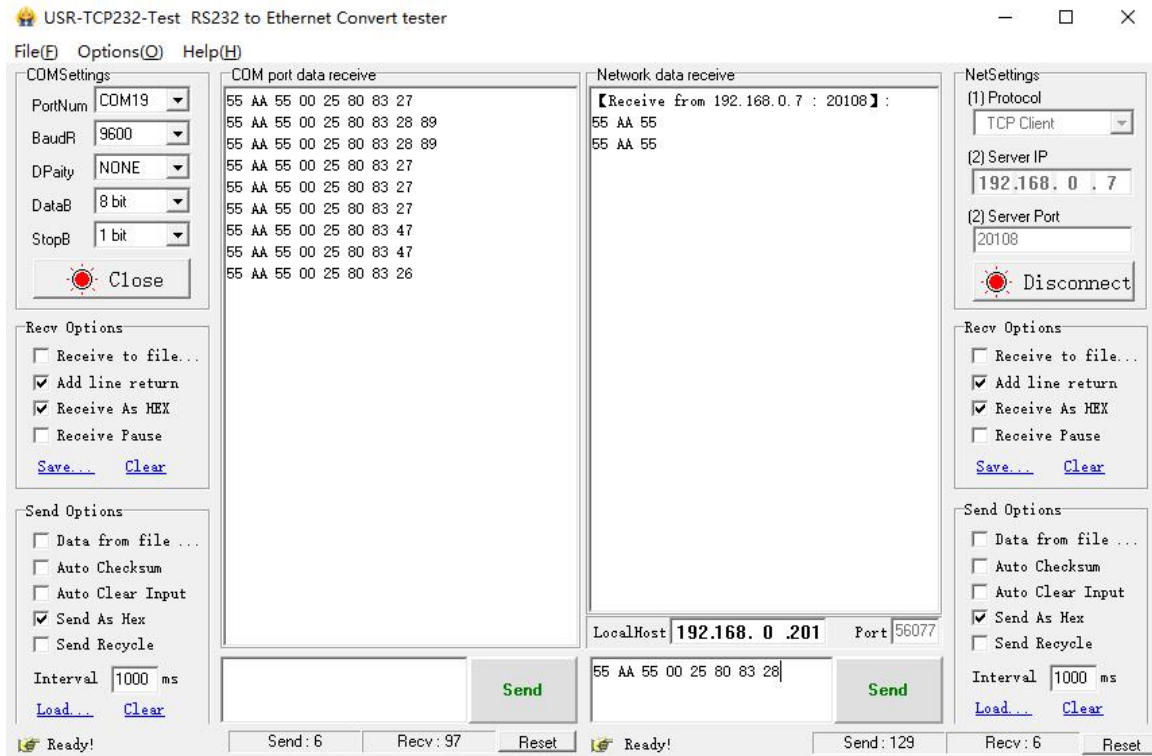 USR-TCP232-Test RS232 to Ethernet Convert tester
File(F) Options(O) Help(H)
COMSettings
PortNum COM19
BaudR 9600
DPaity NONE
DataB 8 bit
StopB 1 bit
Close
Recv Options
Receive to file...
Add line return
Receive As HEX
Receive Pause
Save... Clear
Send Options
Data from file ...
Auto Checksum
Auto Clear Input
Send As Hex
Send Recycle
Interval 1000 ms
Load... Clear
Ready!
COM port data receive
55 AA 55 00 25 80 83 27
55 AA 55 00 25 80 83 28 89
55 AA 55 00 25 80 83 28 89
55 AA 55 00 25 80 83 27
55 AA 55 00 25 80 83 27
55 AA 55 00 25 80 83 27
55 AA 55 00 25 80 83 47
55 AA 55 00 25 80 83 47
55 AA 55 00 25 80 83 26
Send
Send : 6 Recv : 97 Reset
Network data receive
【Receive from 192.168.0.7 : 20108】:
55 AA 55
55 AA 55
LocalHost 192.168. 0 .201 Port 56077
55 AA 55 00 25 80 83 28
Send
Ready! Send : 129 Recv : 6 Reset
NetSettings
(1) Protocol
TCP Client
(2) Server IP
192.168. 0 . 7
(2) Server Port
20108
Disconnect
Recv Options
Receive to file...
Add line return
Receive As HEX
Receive Pause
Save... Clear
Send Options
Data from file ...
Auto Checksum
Auto Clear Input
Send As Hex
Send Recycle
Interval 1000 ms
Load... Clear